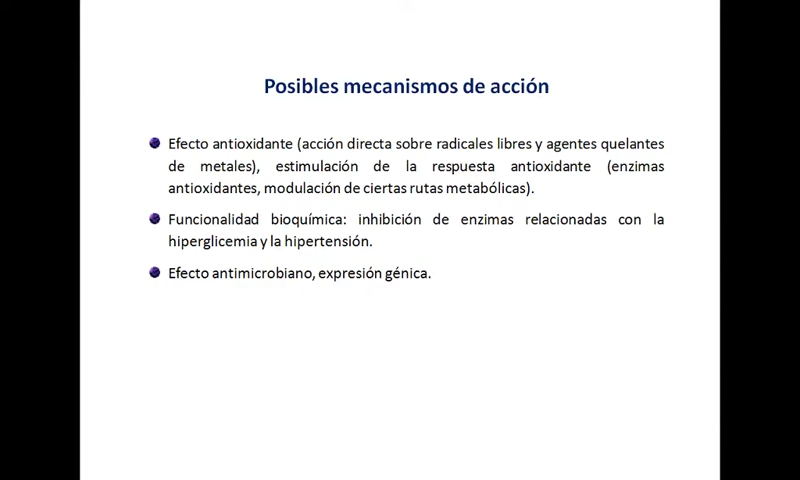 Posibles mecanismos de acción
Efecto antioxidante (acción directa sobre radicales libres y agentes quelantes
de metales), estimulación de la respuesta antioxidante (enzimas
antioxidantes, modulación de ciertas rutas metabólicas).
Funcionalidad bioquímica: inhibición de enzimas relacionadas con la
hiperglicemia y la hipertensión.
Efecto antimicrobiano, expresión génica.